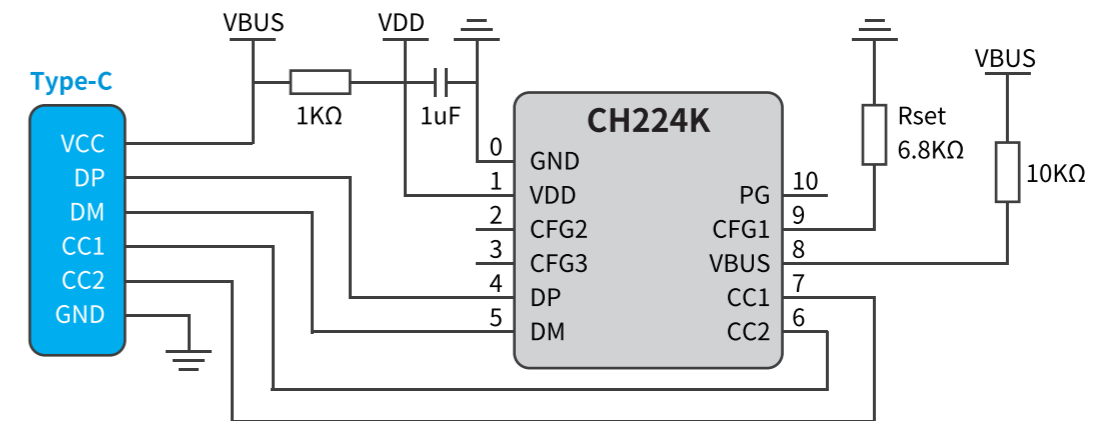 VBUS
VDD
VBUS
Type-C
1KΩ
1uF
Rset
6.8KΩ
10KΩ
VCC
DP
DM
CC1
CC2
GND
CH224K
0
GND
1
VDD
2
CFG2
3
CFG3
4
DP
5
DM
PG
10
CFG1
9
VBUS
8
CC1
7
CC2
6